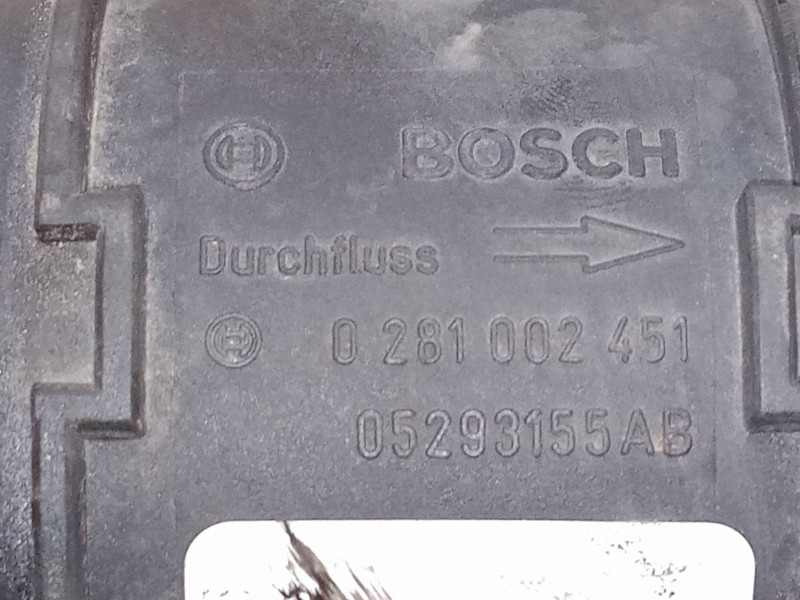 BOSCH
Durchfluss
0 281 002 451
05293155AB